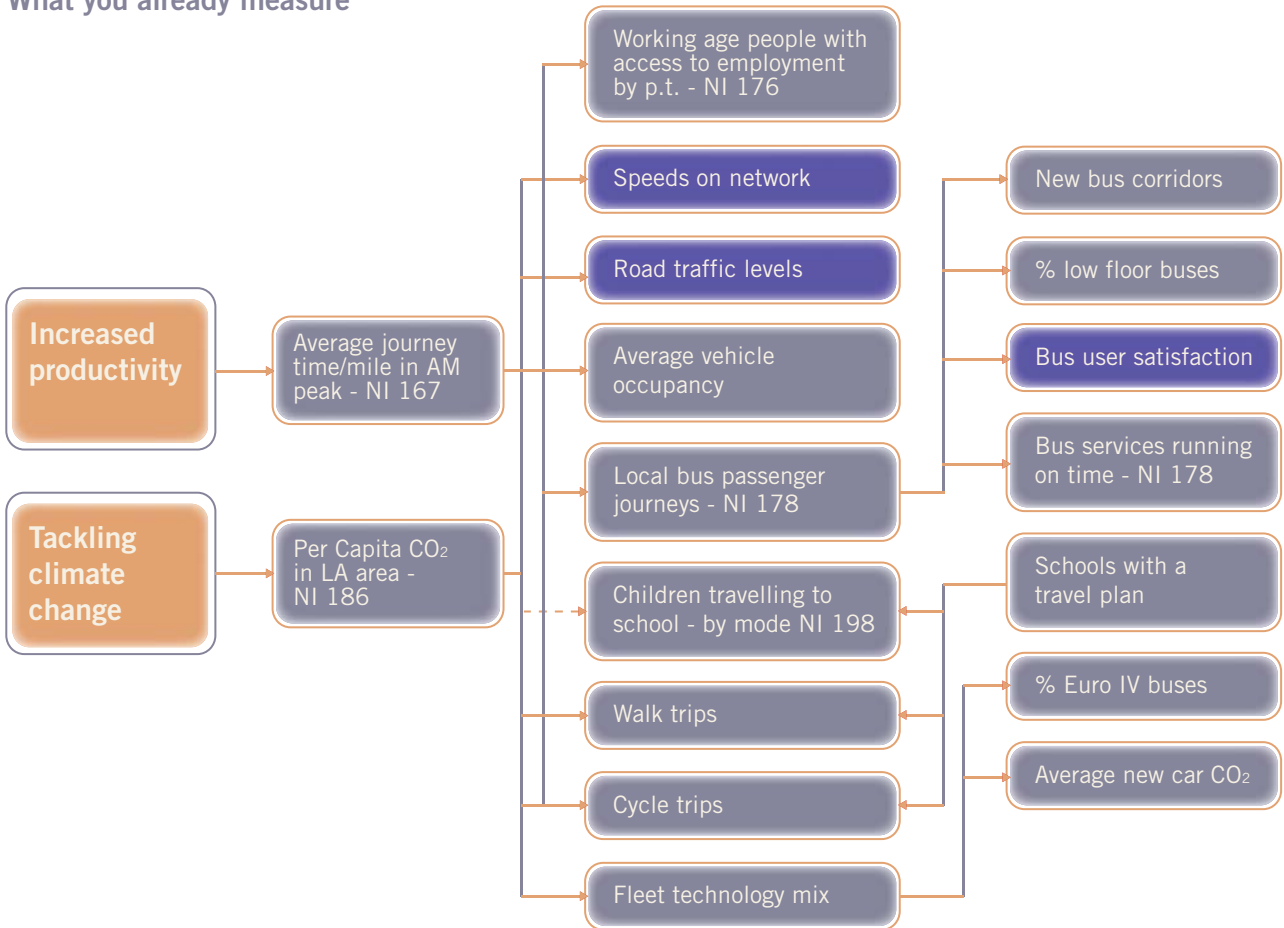 What you already measure
Working age people with
access to employment
by p.t. - NI 176
Speeds on network
Road traffic levels
Average vehicle
occupancy
Local bus passenger
journeys - NI 178
Children travelling to
school - by mode NI 198
Walk trips
Cycle trips
Fleet technology mix
Increased
productivity
Average journey
time/mile in AM
peak - NI 167
Tackling
climate
change
Per Capita CO₂
in LA area -
NI 186
New bus corridors
% low floor buses
Bus user satisfaction
Bus services running
on time - NI 178
Schools with a
travel plan
% Euro IV buses
Average new car CO₂